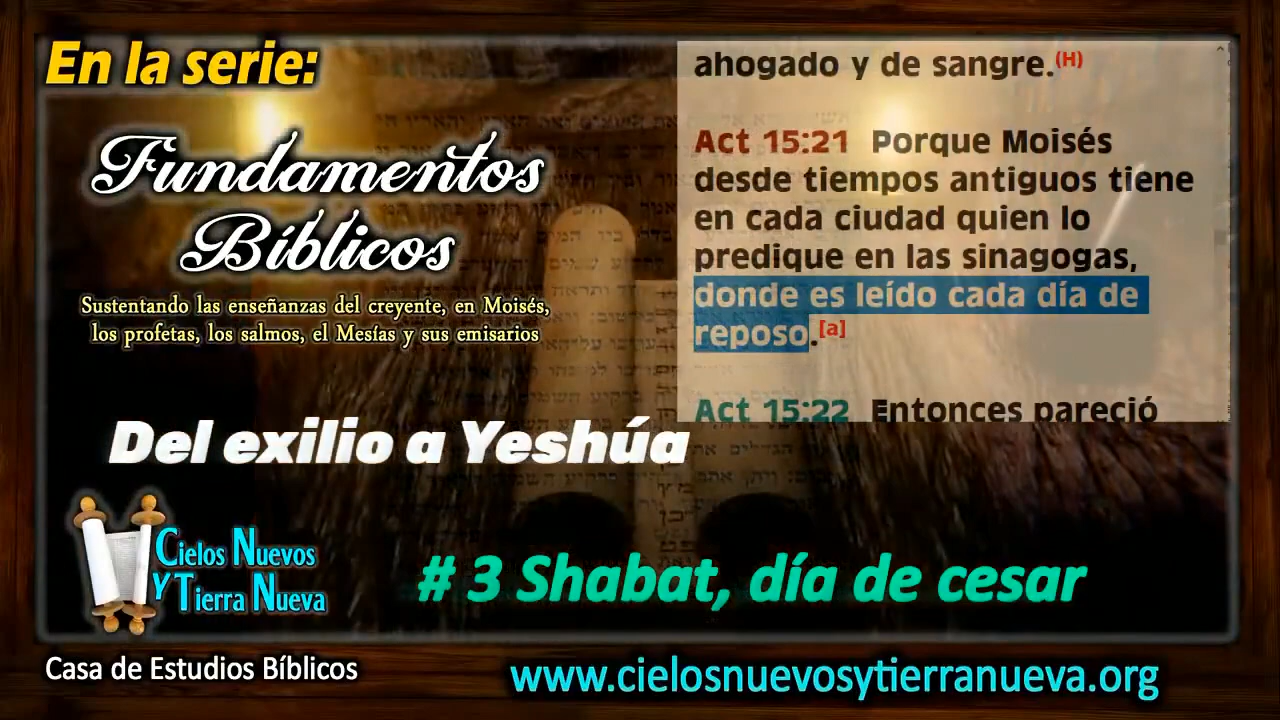 En la serie:
Fundamentos
Bíblicos
Sustentando las enseñanzas del creyente, en Moisés,
los profetas, los salmos, el Mesías y sus emisarios
ahogado y de sangre.(H)
Act 15:21 Porque Moisés
desde tiempos antiguos tiene
en cada ciudad quien lo
predique en las sinagogas,
donde es leído cada día de
reposo.[a]
Act 15:22 Entonces pareció
Del exilio a Yeshúa
Cielos Nuevos
Y Tierra Nueva
# 3 Shabat, día de cesar
Casa de Estudios Bíblicos
www.cielosnuevosytierranueva.org